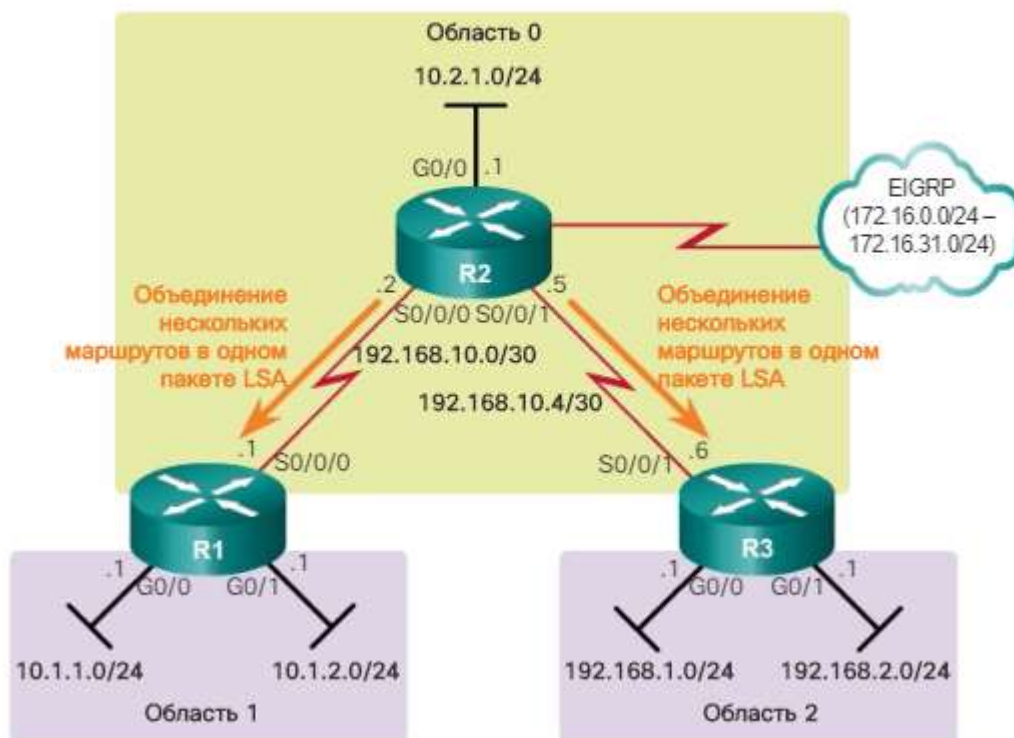 Область 0
10.2.1.0/24
G0/0
.1
EIGRP
(172.16.0.0/24 –
172.16.31.0/24)
R2
Объединение
нескольких
маршрутов в одном
пакете LSA
.2
.5
S0/0/0
S0/0/1
Объединение
нескольких
маршрутов в одном
пакете LSA
192.168.10.0/30
192.168.10.4/30
.1
S0/0/0
S0/0/1
.6
R1
R3
.1
G0/0
G0/1
.1
.1
G0/0
G0/1
.1
10.1.1.0/24
10.1.2.0/24
192.168.1.0/24
192.168.2.0/24
Область 1
Область 2